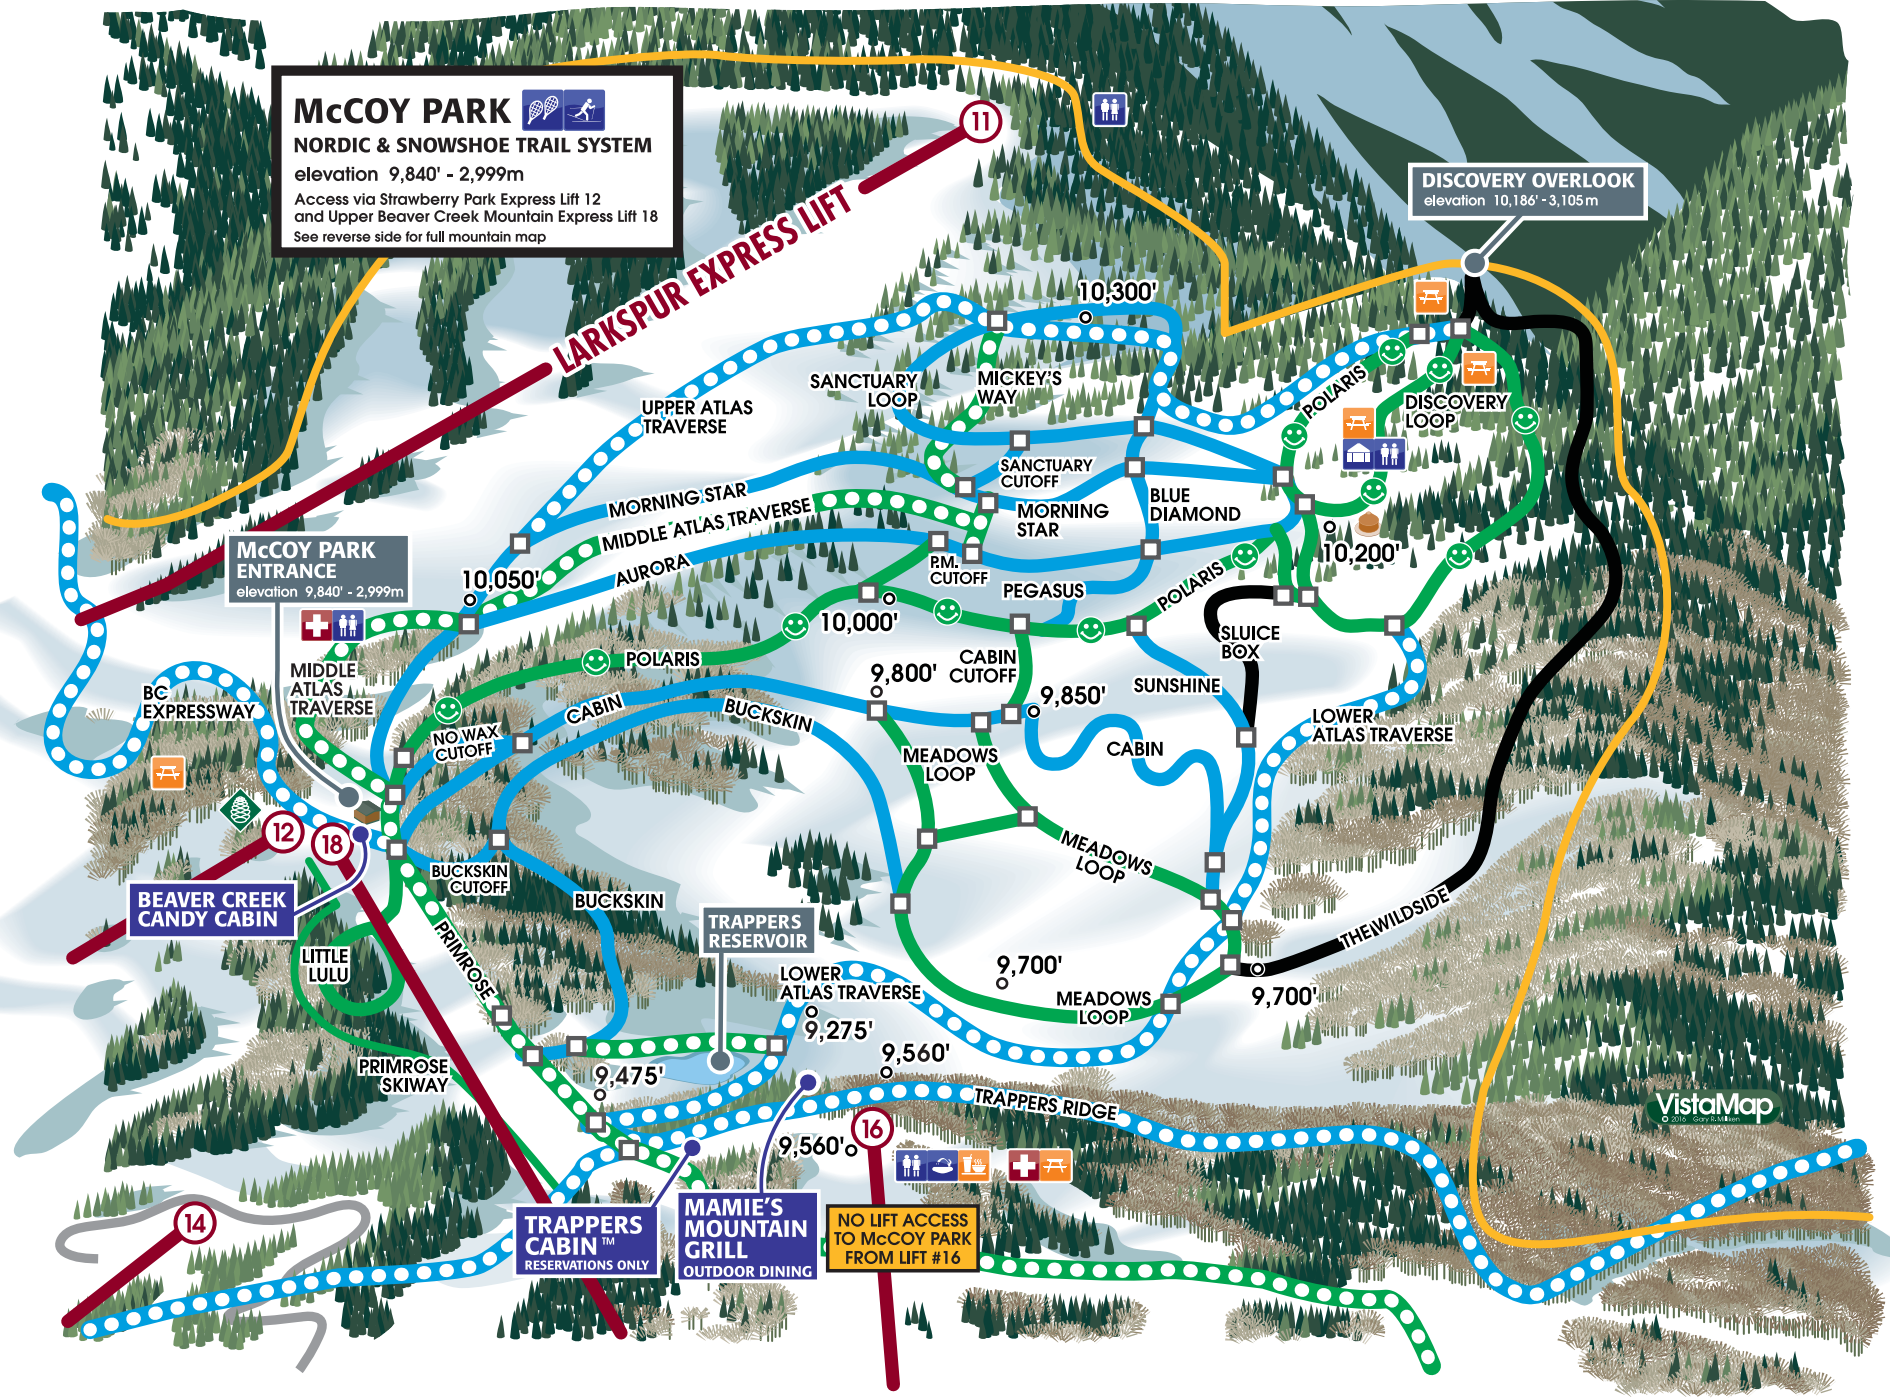 McCOY PARK
NORDIC & SNOWSHOE TRAIL SYSTEM
elevation 9,840' - 2,999m
Access via Strawberry Park Express Lift 12
and Upper Beaver Creek Mountain Express Lift 18
See reverse side for full mountain map
11
LARKSPUR EXPRESS LIFT
DISCOVERY OVERLOOK
elevation 10,186' - 3,105m
10,300'
SANCTUARY
LOOP
MICKEY'S
WAY
UPPER ATLAS
TRAVERSE
POLARIS
DISCOVERY
LOOP
SANCTUARY
CUTOFF
MORNING STAR
MIDDLE ATLAS TRAVERSE
MORNING
STAR
BLUE
DIAMOND
AURORA
P.M.
CUTOFF
10,200'
McCOY PARK
ENTRANCE
elevation 9,840' - 2,999m
10,050'
PEGASUS
POLARIS
10,000'
SLUICE
BOX
MIDDLE
ATLAS
TRAVERSE
POLARIS
CABIN
CUTOFF
9,800'
9,850'
SUNSHINE
BC
EXPRESSWAY
CABIN
BUCKSKIN
NO WAX
CUTOFF
MEADOWS
LOOP
CABIN
LOWER
ATLAS TRAVERSE
12
18
BUCKSKIN
CUTOFF
MEADOWS
LOOP
BEAVER CREEK
CANDY CABIN
BUCKSKIN
TRAPPERS
RESERVOIR
THE WILDSIDE
PRIMROSE
LITTLE
LULU
LOWER
ATLAS TRAVERSE
9,700'
MEADOWS
LOOP
9,700'
9,275'
PRIMROSE
SKIWAY
9,475'
9,560'
TRAPPERS RIDGE
VistaMap
© 2016 Gary R. Milliken
16
9,560'
14
TRAPPERS
CABIN™
RESERVATIONS ONLY
MAMIE'S
MOUNTAIN
GRILL
OUTDOOR DINING
NO LIFT ACCESS
TO McCOY PARK
FROM LIFT #16